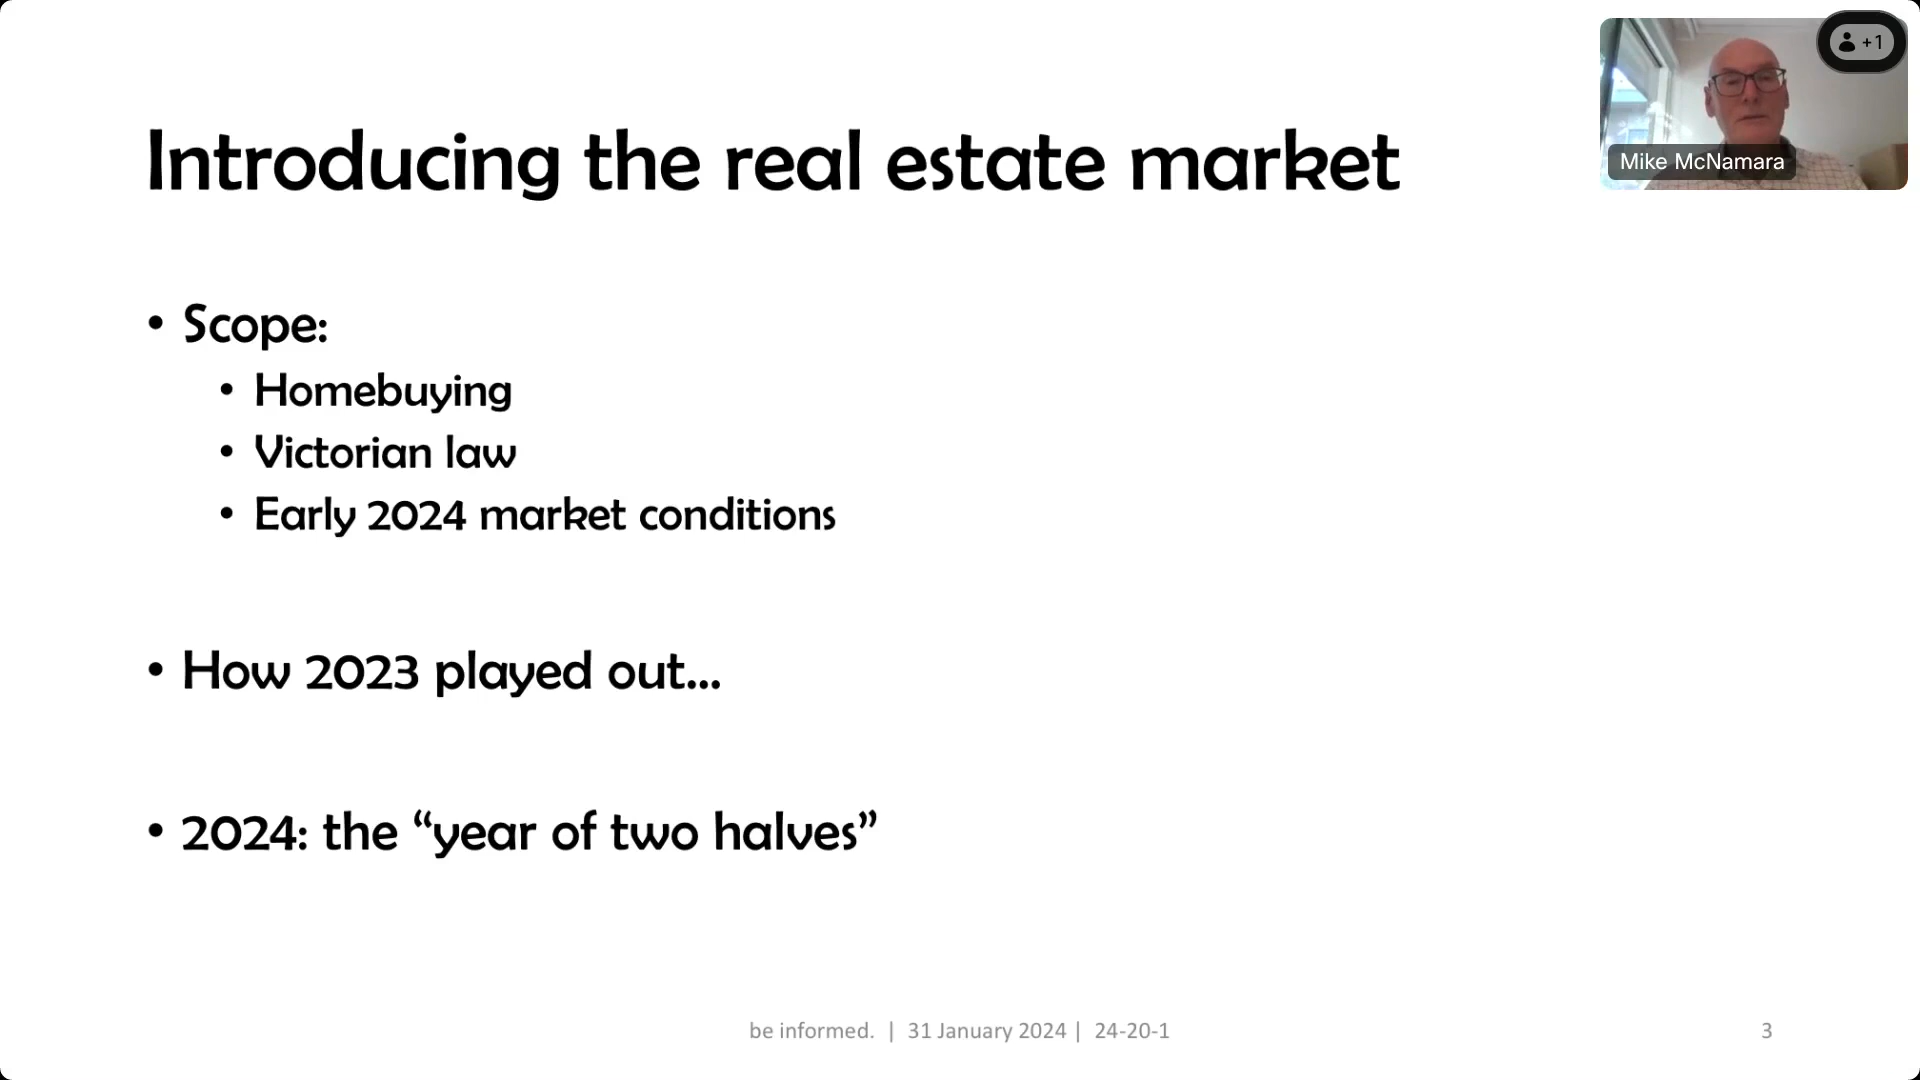 +1
Mike McNamara
Introducing the real estate market
• Scope:
• Homebuying
• Victorian law
• Early 2024 market conditions
• How 2023 played out...
• 2024: the “year of two halves”
be informed. | 31 January 2024 | 24-20-1
3